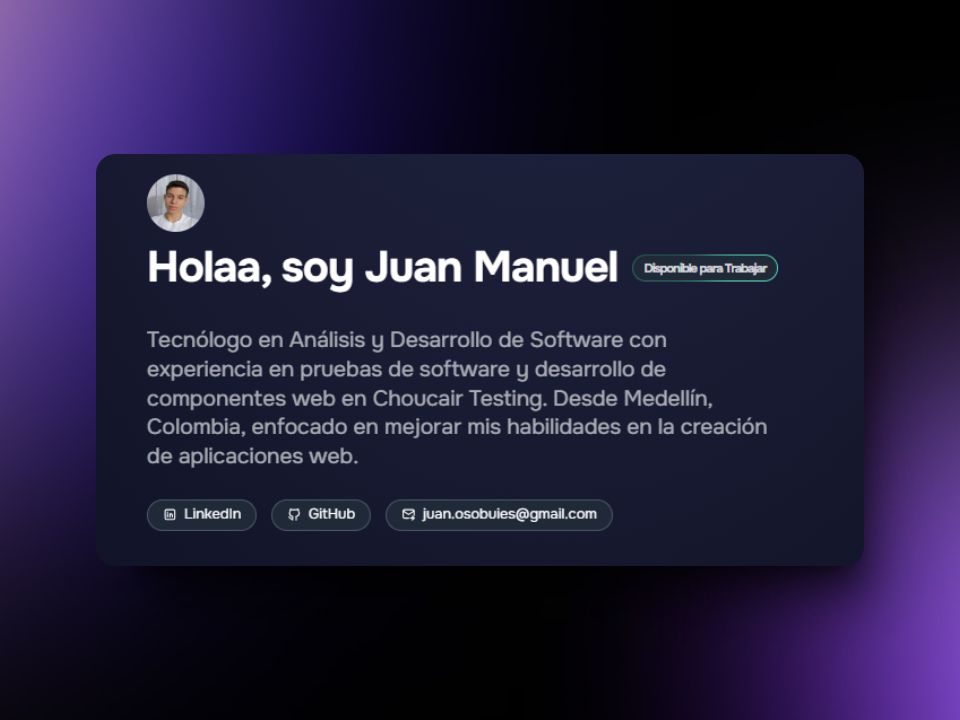 Holaa, soy Juan Manuel
Disponible para Trabajar
Tecnólogo en Análisis y Desarrollo de Software con
experiencia en pruebas de software y desarrollo de
componentes web en Choucair Testing. Desde Medellín,
Colombia, enfocado en mejorar mis habilidades en la creación
de aplicaciones web.
LinkedIn
GitHub
juan.osobuies@gmail.com